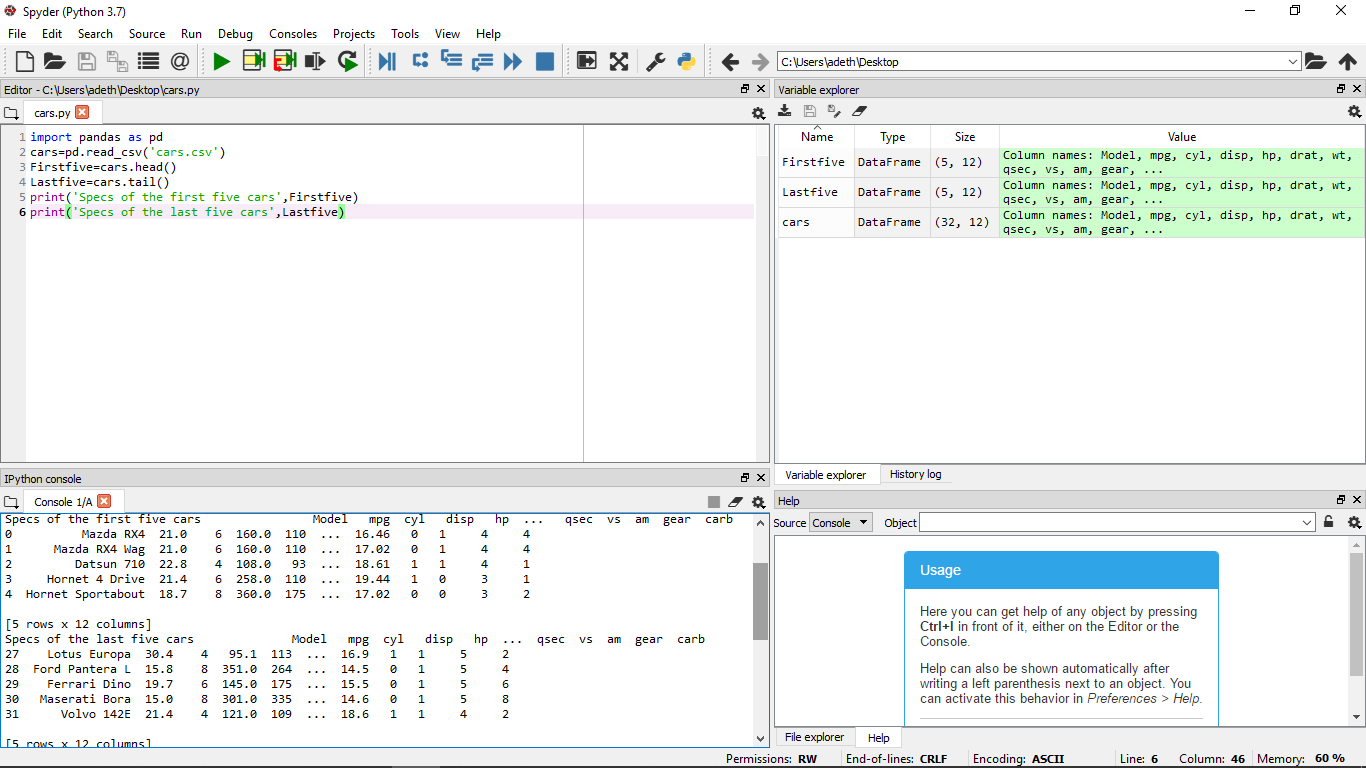 Spyder (Python 3.7)
File Edit Search Source Run Debug Consoles Projects Tools View Help
C:\Users\adeth\Desktop
Editor - C:\Users\adeth\Desktop\cars.py
cars.py
1 import pandas as pd
2 cars=pd.read_csv('cars.csv')
3 Firstfive=cars.head()
4 Lastfive=cars.tail()
5 print('Specs of the first five cars',Firstfive)
6 print('Specs of the last five cars',Lastfive)
Variable explorer
Name Type Size Value
Firstfive DataFrame (5, 12) Column names: Model, mpg, cyl, disp, hp, drat, wt,
qsec, vs, am, gear, ...
Lastfive DataFrame (5, 12) Column names: Model, mpg, cyl, disp, hp, drat, wt,
qsec, vs, am, gear, ...
cars DataFrame (32, 12) Column names: Model, mpg, cyl, disp, hp, drat, wt,
qsec, vs, am, gear, ...
Variable explorer History log
IPython console
Console 1/A
Specs of the first five cars Model mpg cyl disp hp ... qsec vs am gear carb
0 Mazda RX4 21.0 6 160.0 110 ... 16.46 0 1 4 4
1 Mazda RX4 Wag 21.0 6 160.0 110 ... 17.02 0 1 4 4
2 Datsun 710 22.8 4 108.0 93 ... 18.61 1 1 4 1
3 Hornet 4 Drive 21.4 6 258.0 110 ... 19.44 1 0 3 1
4 Hornet Sportabout 18.7 8 360.0 175 ... 17.02 0 0 3 2
[5 rows x 12 columns]
Specs of the last five cars Model mpg cyl disp hp ... qsec vs am gear carb
27 Lotus Europa 30.4 4 95.1 113 ... 16.9 1 1 5 2
28 Ford Pantera L 15.8 8 351.0 264 ... 14.5 0 1 5 4
29 Ferrari Dino 19.7 6 145.0 175 ... 15.5 0 1 5 6
30 Maserati Bora 15.0 8 301.0 335 ... 14.6 0 1 5 8
31 Volvo 142E 21.4 4 121.0 109 ... 18.6 1 1 4 2
[5 rows x 12 columns]
Help
Source Console Object
Usage
Here you can get help of any object by pressing
Ctrl+I in front of it, either on the Editor or the
Console.
Help can also be shown automatically after
writing a left parenthesis next to an object. You
can activate this behavior in Preferences > Help.
File explorer Help
Permissions: RW End-of-lines: CRLF Encoding: ASCII Line: 6 Column: 46 Memory: 60 %